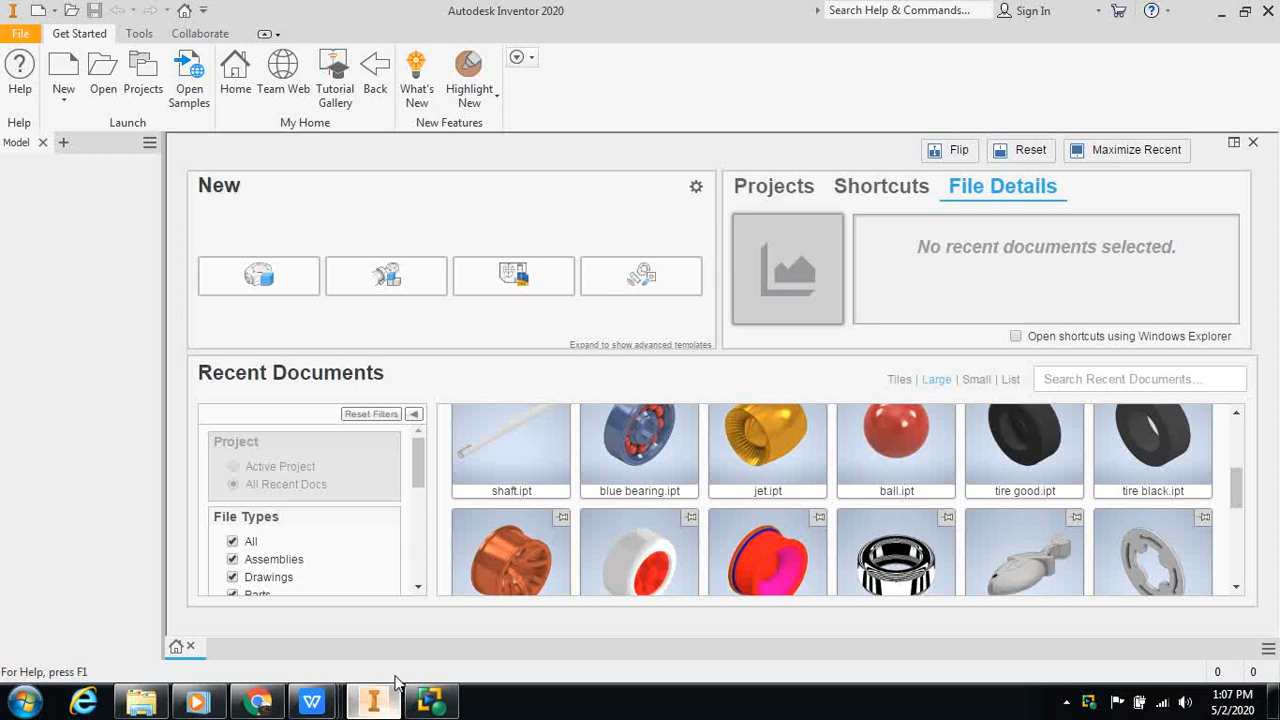 Autodesk Inventor 2020
Search Help & Commands...
Sign In
File
Get Started
Tools
Collaborate
Help
New
Open
Projects
Open
Samples
Home
Team Web
Tutorial
Gallery
Back
What's
New
Highlight
New
Help
Launch
My Home
New Features
Model
Flip
Reset
Maximize Recent
New
Projects
Shortcuts
File Details
No recent documents selected.
Open shortcuts using Windows Explorer
Expand to show advanced templates
Recent Documents
Tiles | Large | Small | List
Search Recent Documents...
Reset Filters
Project
Active Project
All Recent Docs
File Types
All
Assemblies
Drawings
Parts
shaft.ipt
blue bearing.ipt
jet.ipt
ball.ipt
tire good.ipt
tire black.ipt
For Help, press F1
0
0
1:07 PM
5/2/2020